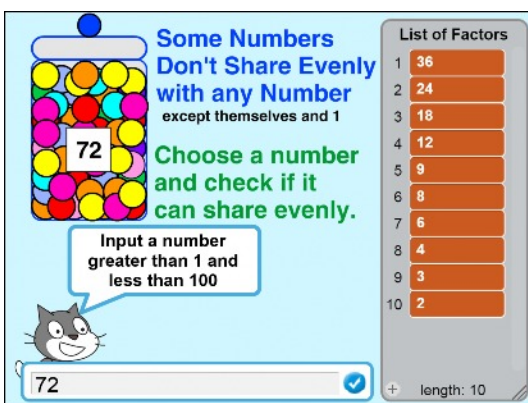 Some Numbers
Don't Share Evenly
with any Number
except themselves and 1
72
Choose a number
and check if it
can share evenly.
Input a number
greater than 1 and
less than 100
72
List of Factors
1 36
2 24
3 18
4 12
5 9
6 8
7 6
8 4
9 3
10 2
+ length: 10